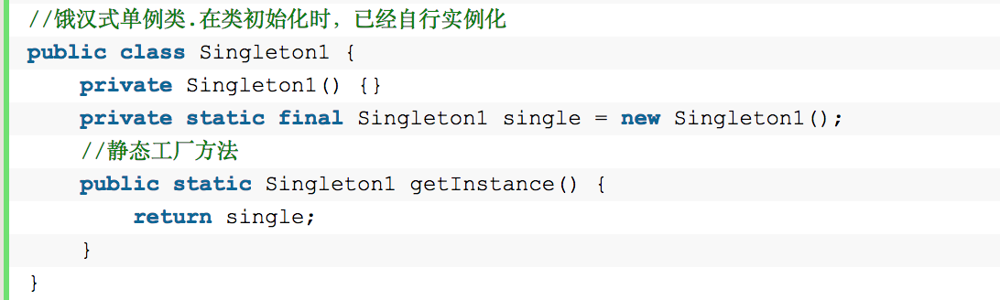 //饿汉式单例类.在类初始化时，已经自行实例化
public class Singleton1 {
    private Singleton1() {}
    private static final Singleton1 single = new Singleton1();
    //静态工厂方法
    public static Singleton1 getInstance() {
        return single;
    }
}